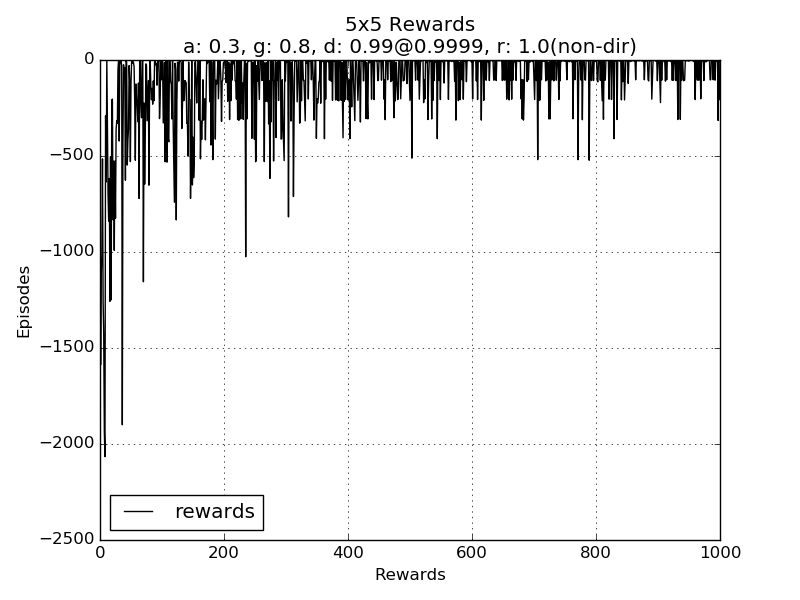 5x5 Rewards
a: 0.3, g: 0.8, d: 0.99@0.9999, r: 1.0(non-dir)
0
−500
−1000
−1500
−2000
−2500
Episodes
rewards
0 200 400 600 800 1000
Rewards